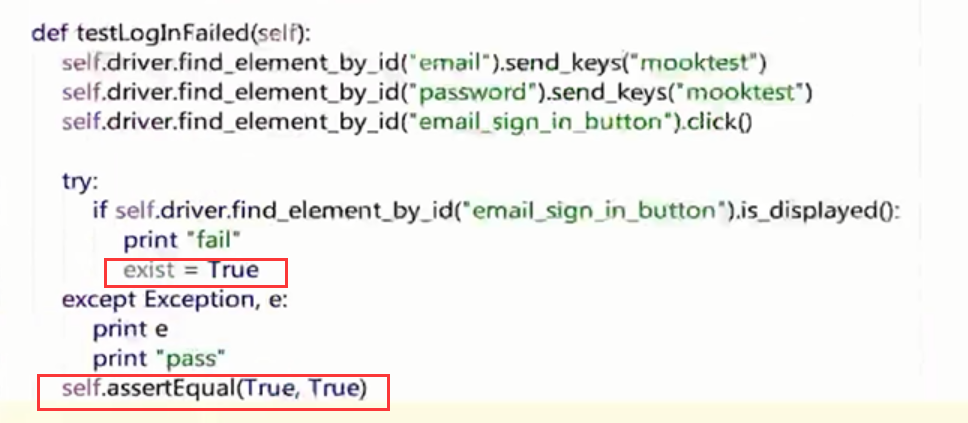 def testLogInFailed(self):
self.driver.find_element_by_id("email").send_keys("mooktest")
self.driver.find_element_by_id("password").send_keys("mooktest")
self.driver.find_element_by_id("email_sign_in_button").click()
try:
if self.driver.find_element_by_id("email_sign_in_button").is_displayed():
print "fail"
exist = True
except Exception, e:
print e
print "pass"
self.assertEqual(True, True)